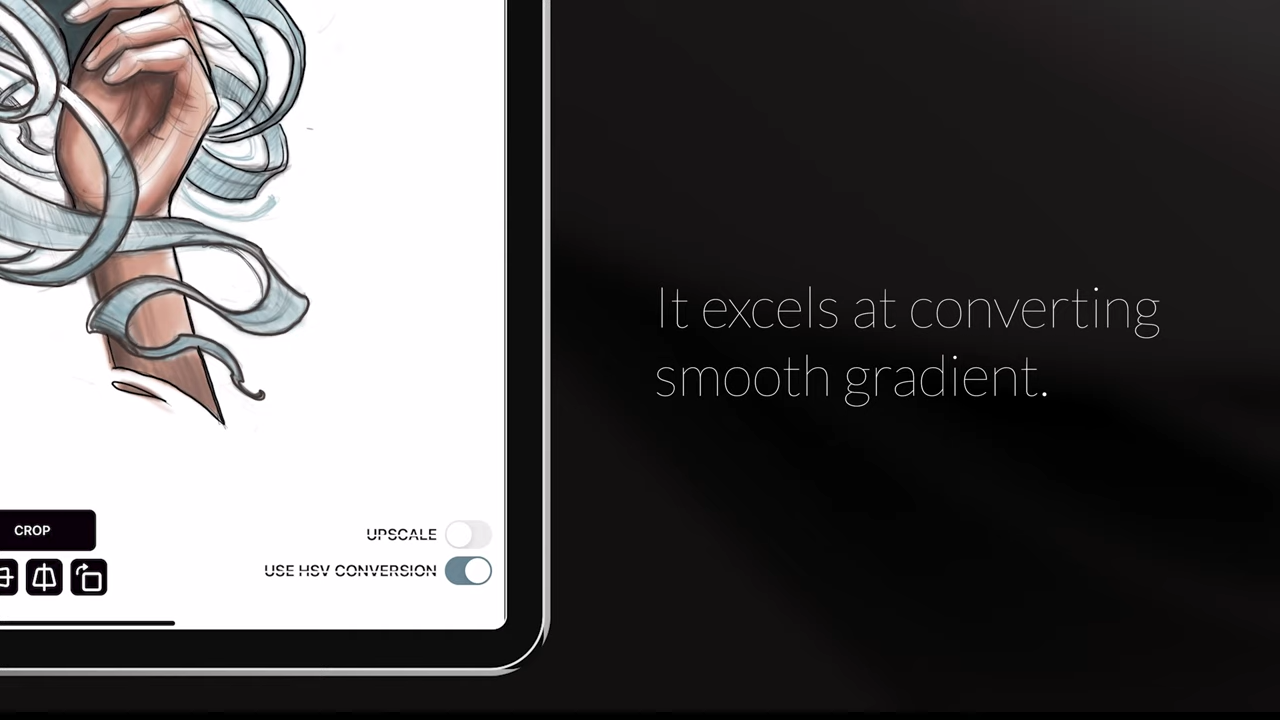 It excels at converting
smooth gradient.
CROP
UPSCALE
USE HSV CONVERSION